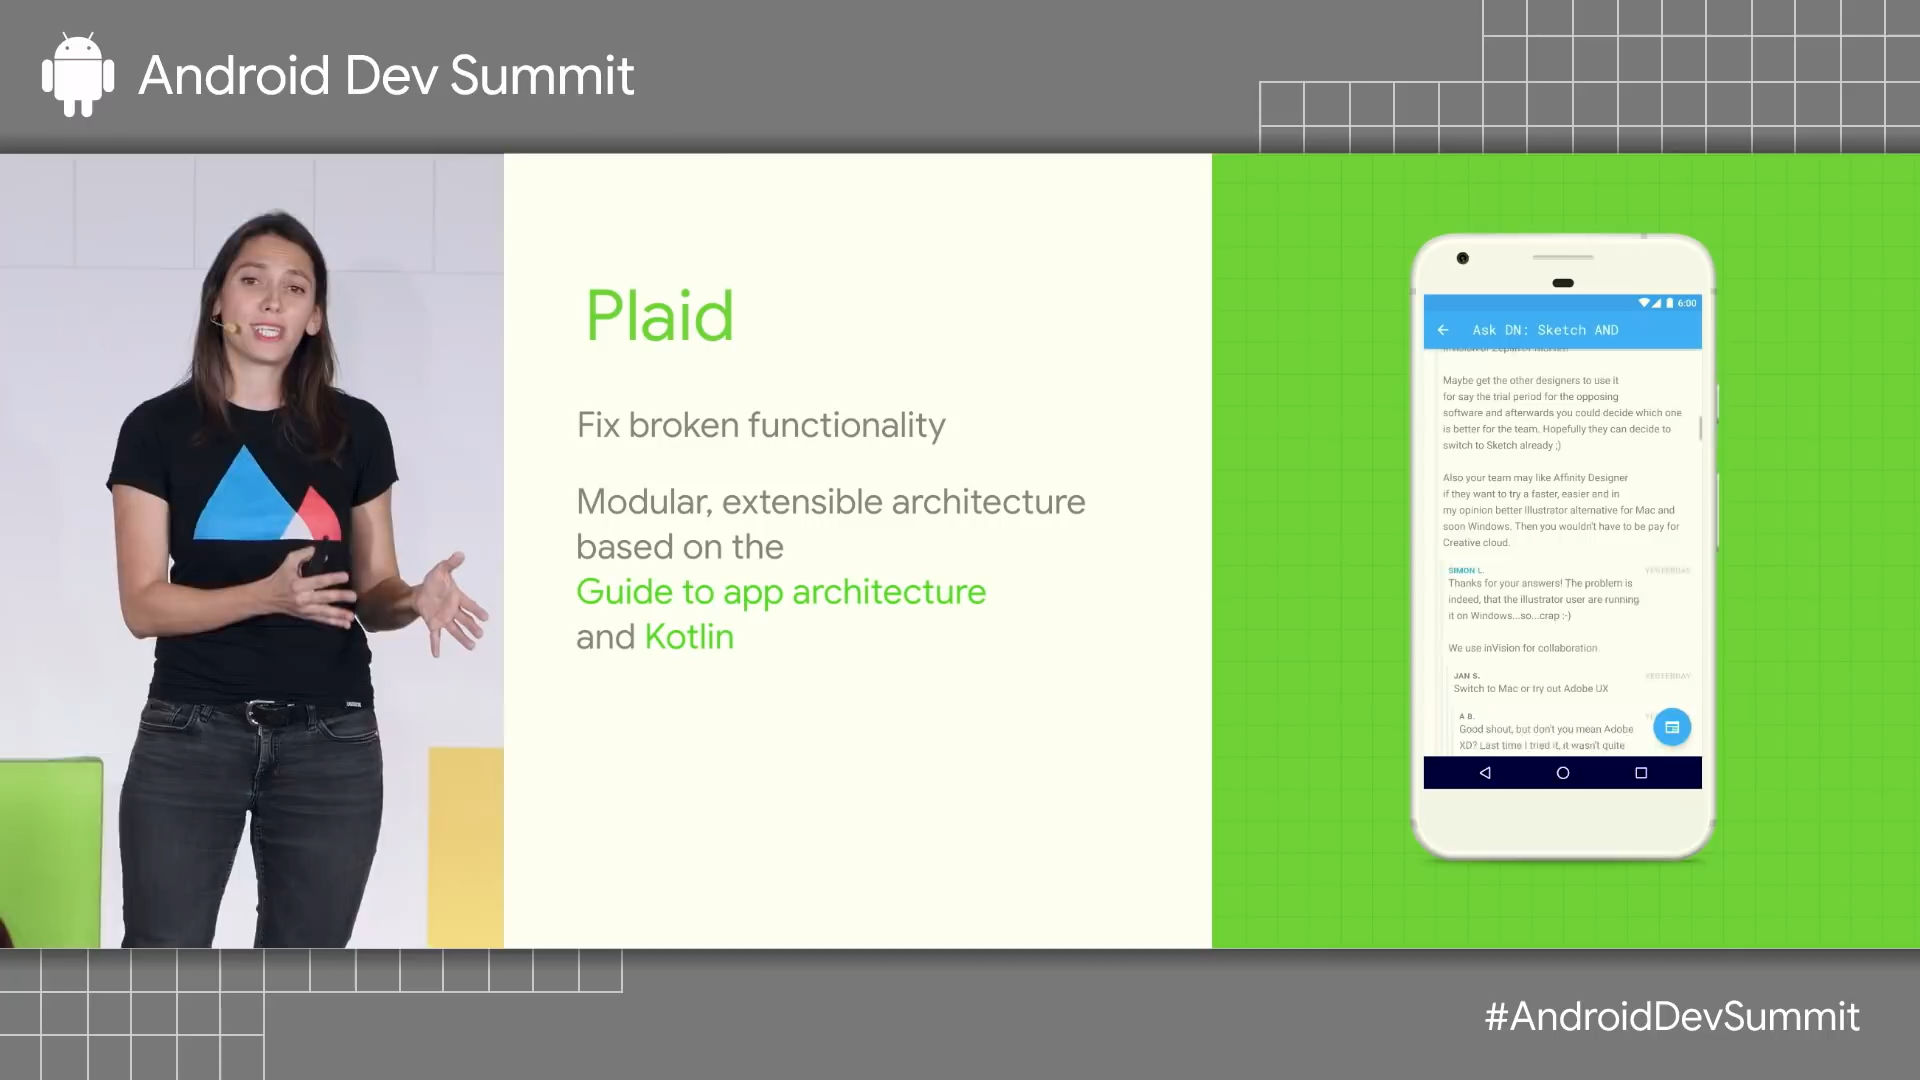 Android Dev Summit
Plaid
Fix broken functionality
Modular, extensible architecture
based on the
Guide to app architecture
and Kotlin
6:00
Ask DN: Sketch AND
Maybe get the other designers to use it
for say the trial period for the opposing
software and afterwards you could decide which one
is better for the team. Hopefully they can decide to
switch to Sketch already ;)
Also your team may like Affinity Designer
if they want to try a faster, easier and in
my opinion better illustrator alternative for Mac and
soon Windows. Then you wouldn't have to be pay for
Creative cloud.
SIMON L. YESTERDAY
Thanks for your answers! The problem is
indeed, that the illustrator user are running
it on Windows...so...crap :-)
We use inVision for collaboration
JAN S. YESTERDAY
Switch to Mac or try out Adobe UX
A B.
Good shout, but don't you mean Adobe
XD? Last time I tried it, it wasn't quite
#AndroidDevSummit